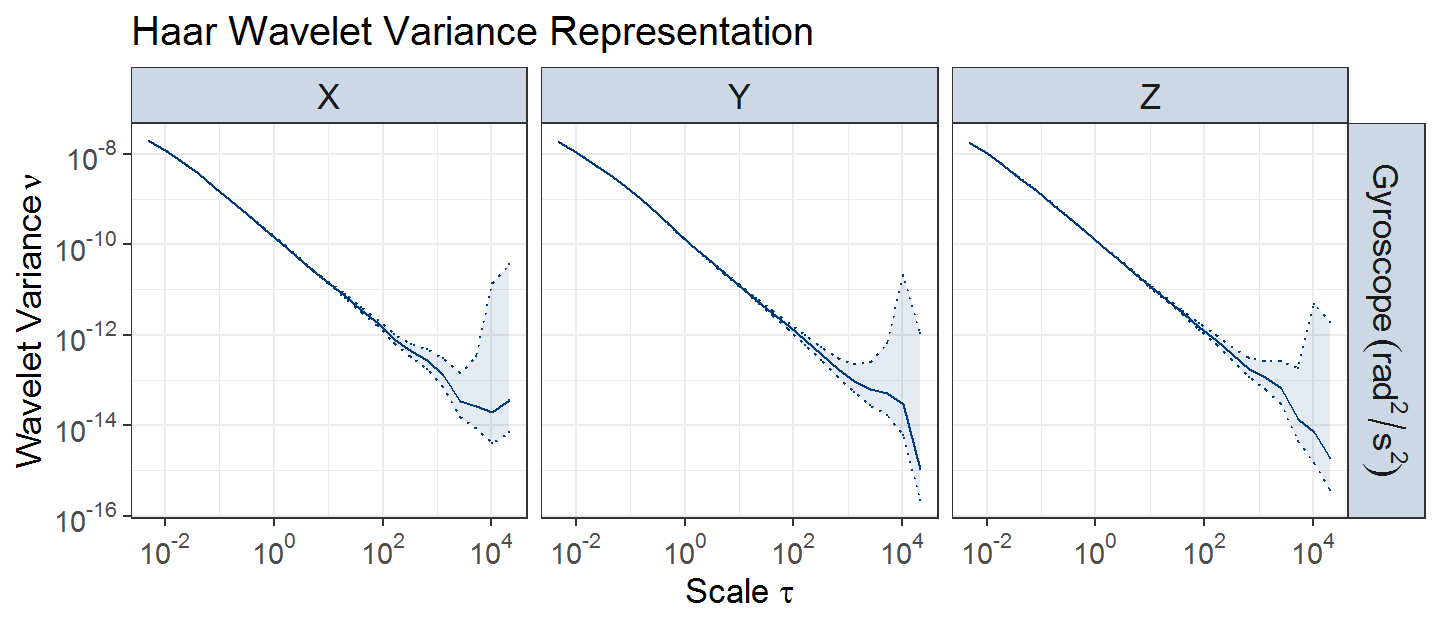 Haar Wavelet Variance Representation
X Y Z
Wavelet Variance ν
10^-8
10^-10
10^-12
10^-14
10^-16
Gyroscope (rad^2 / s^2)
10^-2 10^0 10^2 10^4 10^-2 10^0 10^2 10^4 10^-2 10^0 10^2 10^4
Scale τ